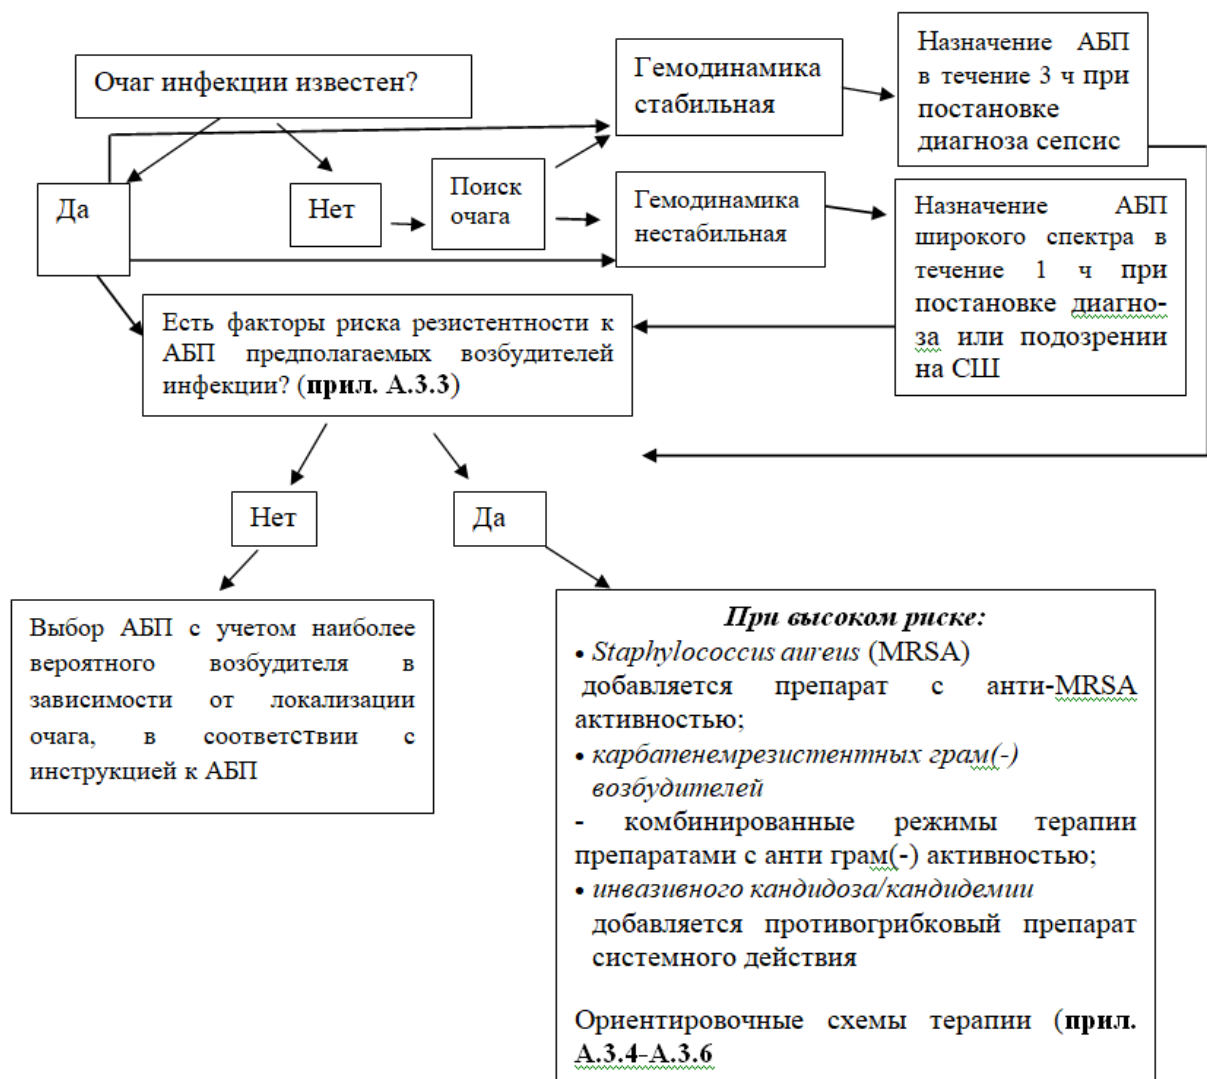 Очаг инфекции известен?
Гемодинамика
стабильная
Назначение АБП
в течение 3 ч при
постановке
диагноза сепсис
Да
Нет
Поиск
очага
Гемодинамика
нестабильная
Назначение АБП
широкого спектра в
течение 1 ч при
постановке диагно-
за или подозрении
на СШ
Есть факторы риска резистентности к
АБП предполагаемых возбудителей
инфекции? (прил. А.3.3)
Нет
Да
Выбор АБП с учетом наиболее
вероятного возбудителя в
зависимости от локализации
очага, в соответствии с
инструкцией к АБП
При высоком риске:
• Staphylococcus aureus (MRSA)
добавляется препарат с анти-MRSA
активностью;
• карбапенемрезистентных грам(-)
возбудителей
- комбинированные режимы терапии
препаратами с анти грам(-) активностью;
• инвазивного кандидоза/кандидемии
добавляется противогрибковый препарат
системного действия
Ориентировочные схемы терапии (прил.
А.3.4-А.3.6